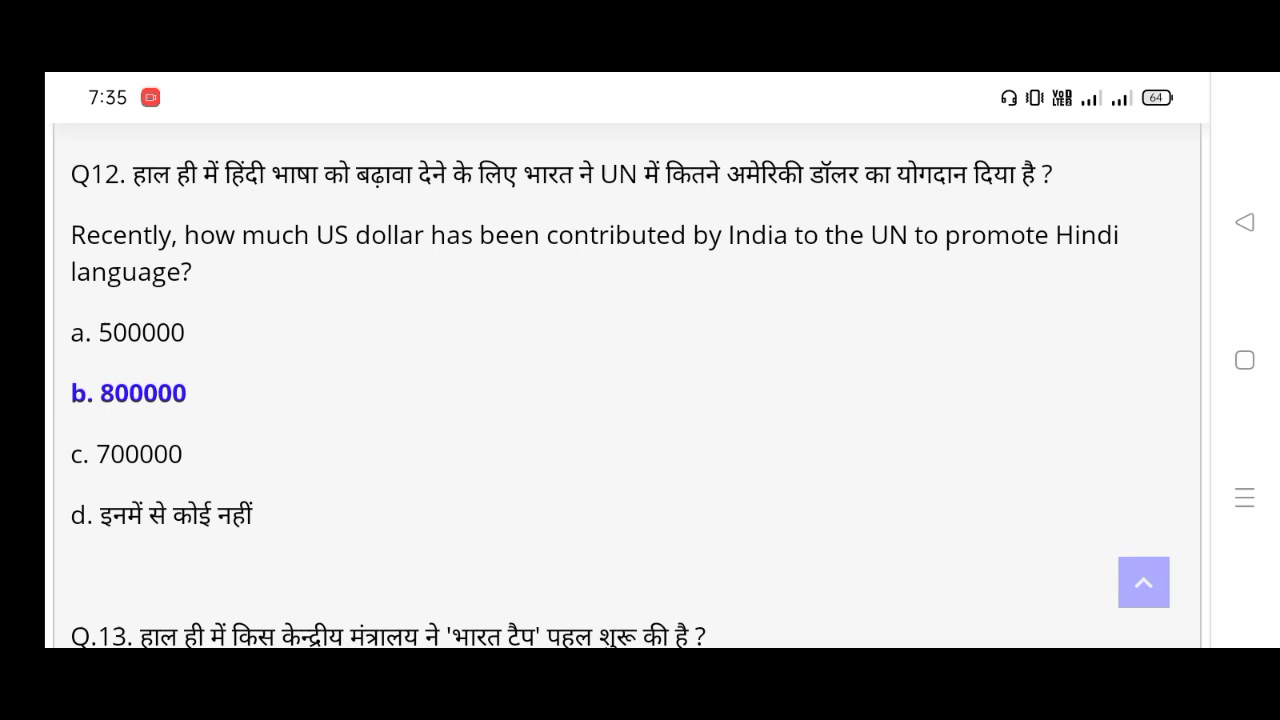 7:35
64
Q12. हाल ही में हिंदी भाषा को बढ़ावा देने के लिए भारत ने UN में कितने अमेरिकी डॉलर का योगदान दिया है ?
Recently, how much US dollar has been contributed by India to the UN to promote Hindi
language?
a. 500000
b. 800000
c. 700000
d. इनमें से कोई नहीं
Q.13. हाल ही में किस केन्द्रीय मंत्रालय ने 'भारत टैप' पहल शुरू की है ?